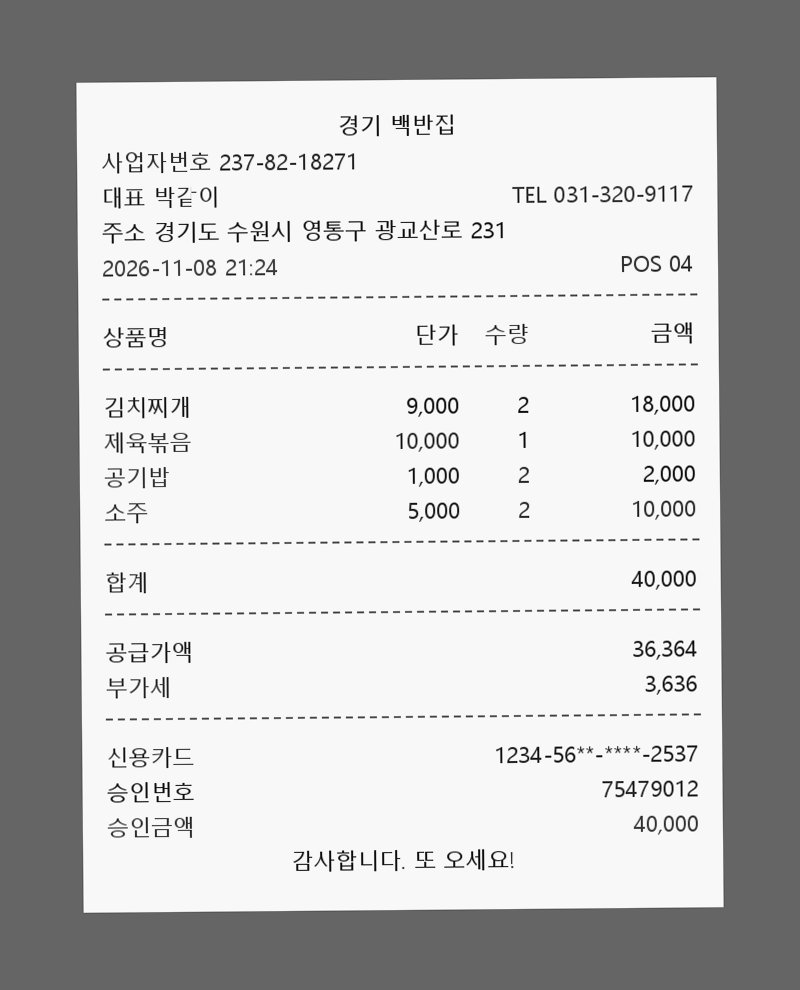 경기 백반집
사업자번호 237-82-18271
대표 박같이 TEL 031-320-9117
주소 경기도 수원시 영통구 광교산로 231
2026-11-08 21:24 POS 04
상품명 단가 수량 금액
김치찌개 9,000 2 18,000
제육볶음 10,000 1 10,000
공기밥 1,000 2 2,000
소주 5,000 2 10,000
합계 40,000
공급가액 36,364
부가세 3,636
신용카드 1234-56**-****-2537
승인번호 75479012
승인금액 40,000
감사합니다. 또 오세요!